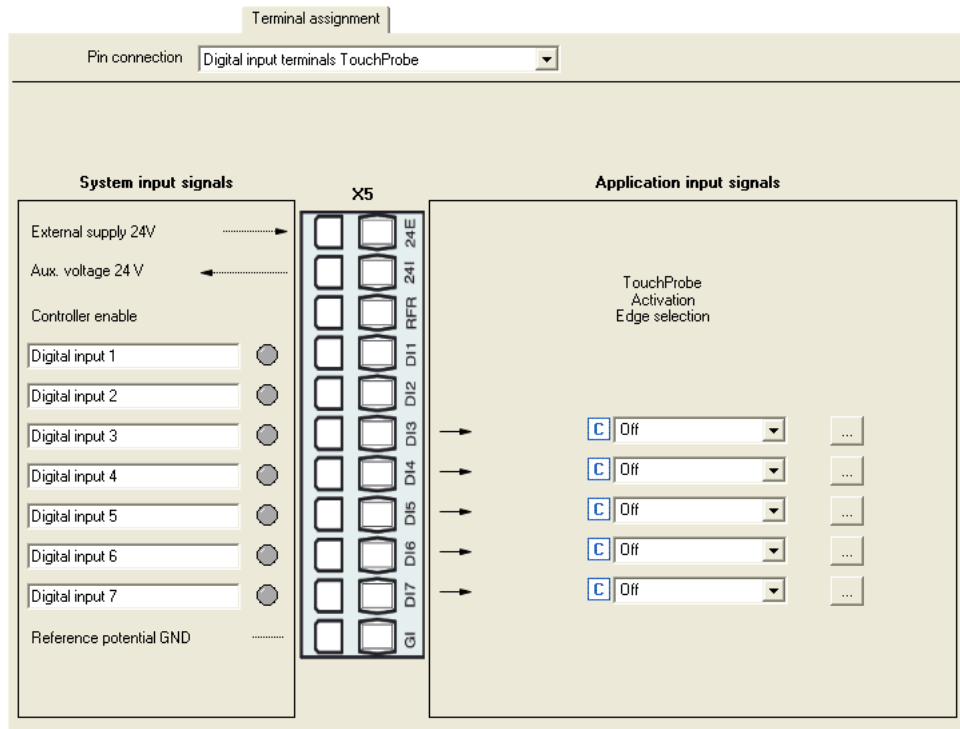 Terminal assignment
Pin connection Digital input terminals TouchProbe
System input signals
X5
Application input signals
External supply 24V
24E
Aux. voltage 24 V
24I
TouchProbe
Activation
Edge selection
Controller enable
RFR
Digital input 1
DI1
Digital input 2
DI2
Digital input 3
DI3
C Off ...
Digital input 4
DI4
C Off ...
Digital input 5
DI5
C Off ...
Digital input 6
DI6
C Off ...
Digital input 7
DI7
C Off ...
Reference potential GND
GI